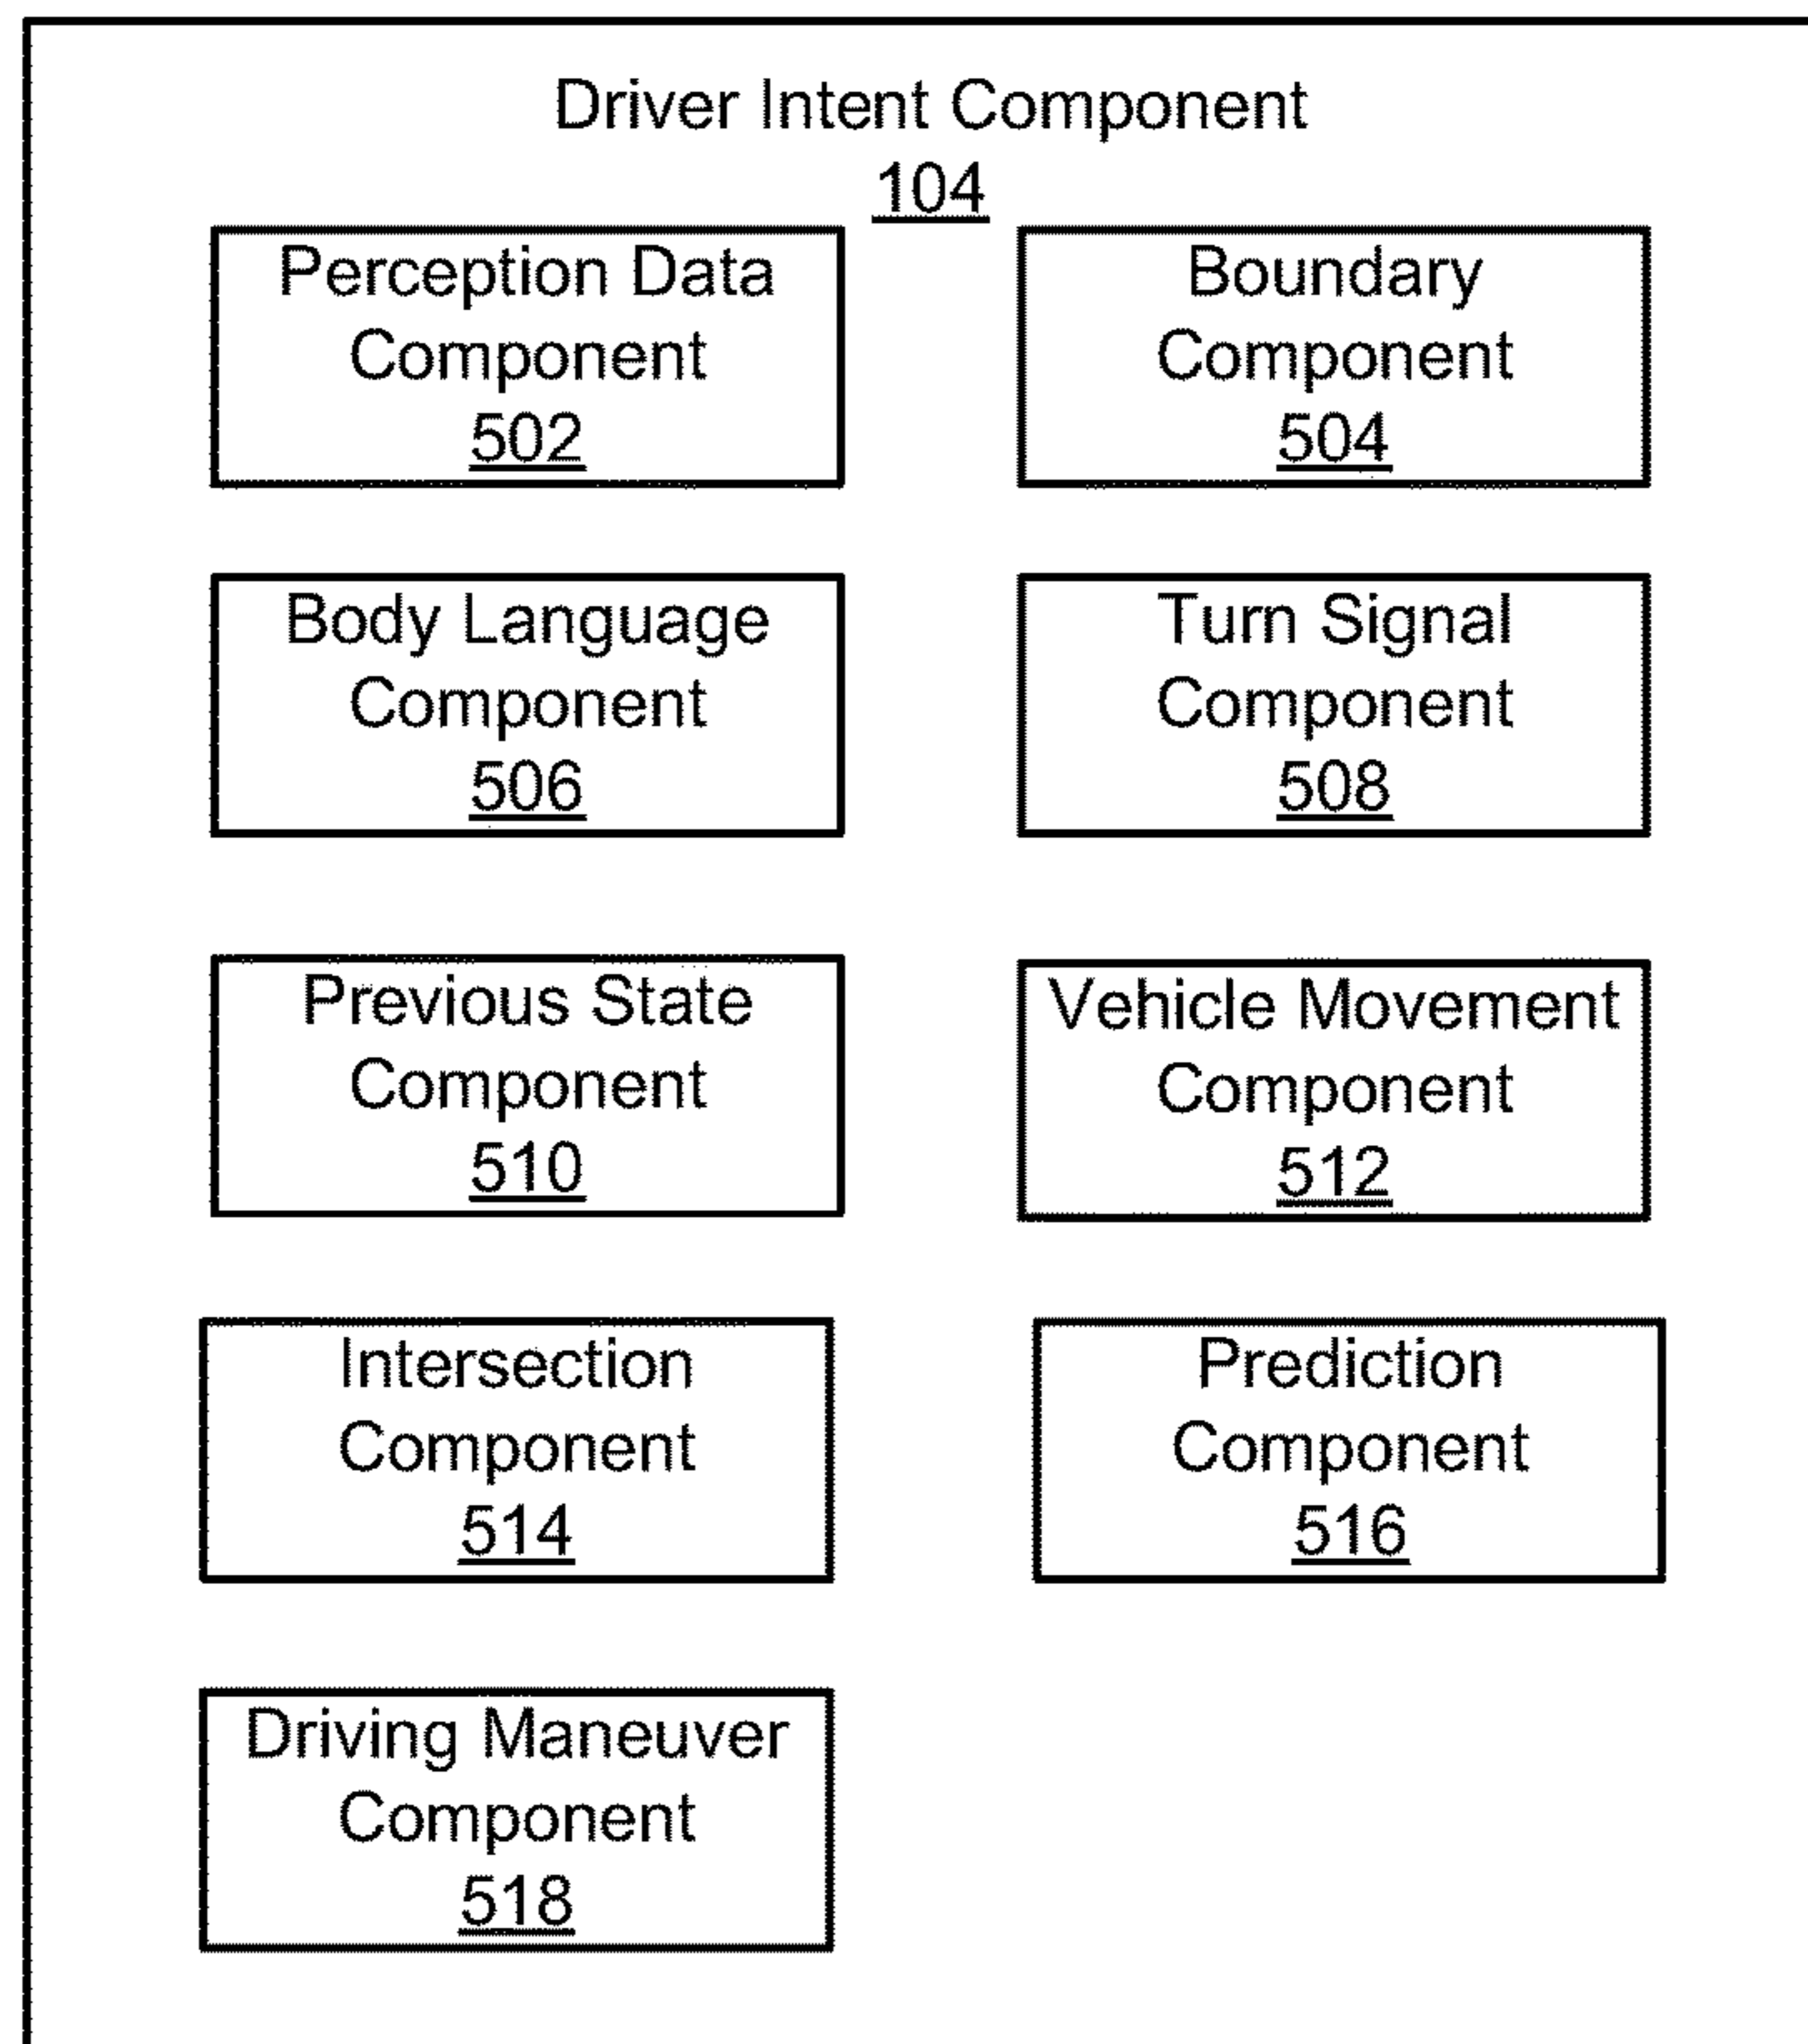 Driver Intent Component
104
Perception Data
Component
502
Boundary
Component
504
Body Language
Component
506
Turn Signal
Component
508
Previous State
Component
510
Vehicle Movement
Component
512
Intersection
Component
514
Prediction
Component
516
Driving Maneuver
Component
518